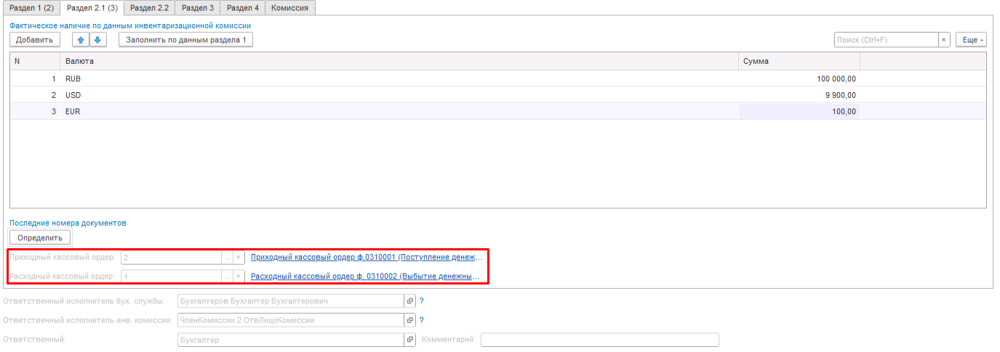 Раздел 1 (2) Раздел 2.1 (3) Раздел 2.2 Раздел 3 Раздел 4 Комиссия
Фактическое наличие по данным инвентаризационной комиссии
Добавить Заполнить по данным раздела 1 Поиск (Ctrl+F) × Еще
N Валюта Сумма
1 RUB 100 000,00
2 USD 9 900,00
3 EUR 100,00
Последние номера документов
Определить
Приходный кассовый ордер: 2 ... × Приходный кассовый ордер ф.0310001 (Поступление денеж...
Расходный кассовый ордер: 1 ... × Расходный кассовый ордер ф. 0310002 (Выбытие денежны...
Ответственный исполнитель бух. службы: Бухгалтеров Бухгалтер Бухгалтерович ?
Ответственный исполнитель инв. комиссии: ЧленКомиссии 2 ОтвЛицоКомиссии ?
Ответственный: Бухгалтер Комментарий: